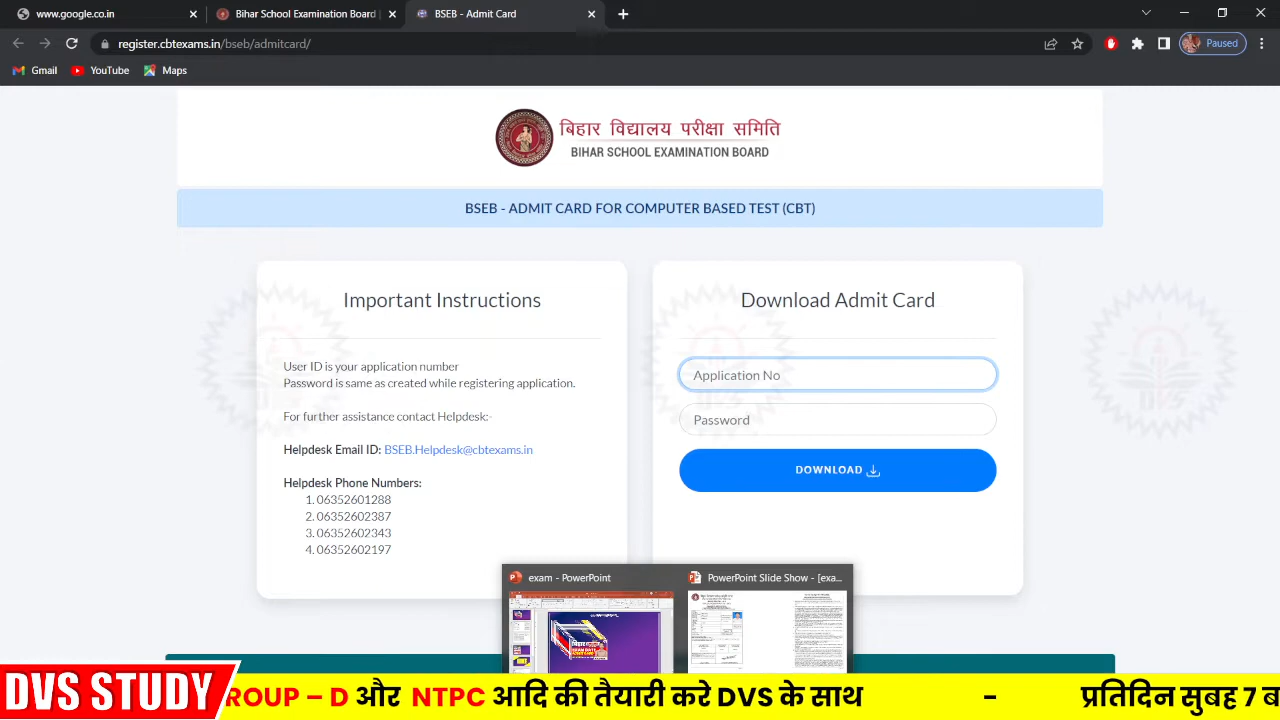 www.google.co.in
Bihar School Examination Board
BSEB - Admit Card
register.cbtexams.in/bseb/admitcard/
Paused
Gmail
YouTube
Maps
बिहार विद्यालय परीक्षा समिति
BIHAR SCHOOL EXAMINATION BOARD
BSEB - ADMIT CARD FOR COMPUTER BASED TEST (CBT)
Important Instructions
User ID is your application number
Password is same as created while registering application.
For further assistance contact Helpdesk:-
Helpdesk Email ID: BSEB.Helpdesk@cbtexams.in
Helpdesk Phone Numbers:
1. 06352601288
2. 06352602387
3. 06352602343
4. 06352602197
Download Admit Card
Application No
Password
DOWNLOAD
exam - PowerPoint
PowerPoint Slide Show - [exa...
DVS STUDY
ROUP – D और NTPC आदि की तैयारी करे DVS के साथ - प्रतिदिन सुबह 7 ब